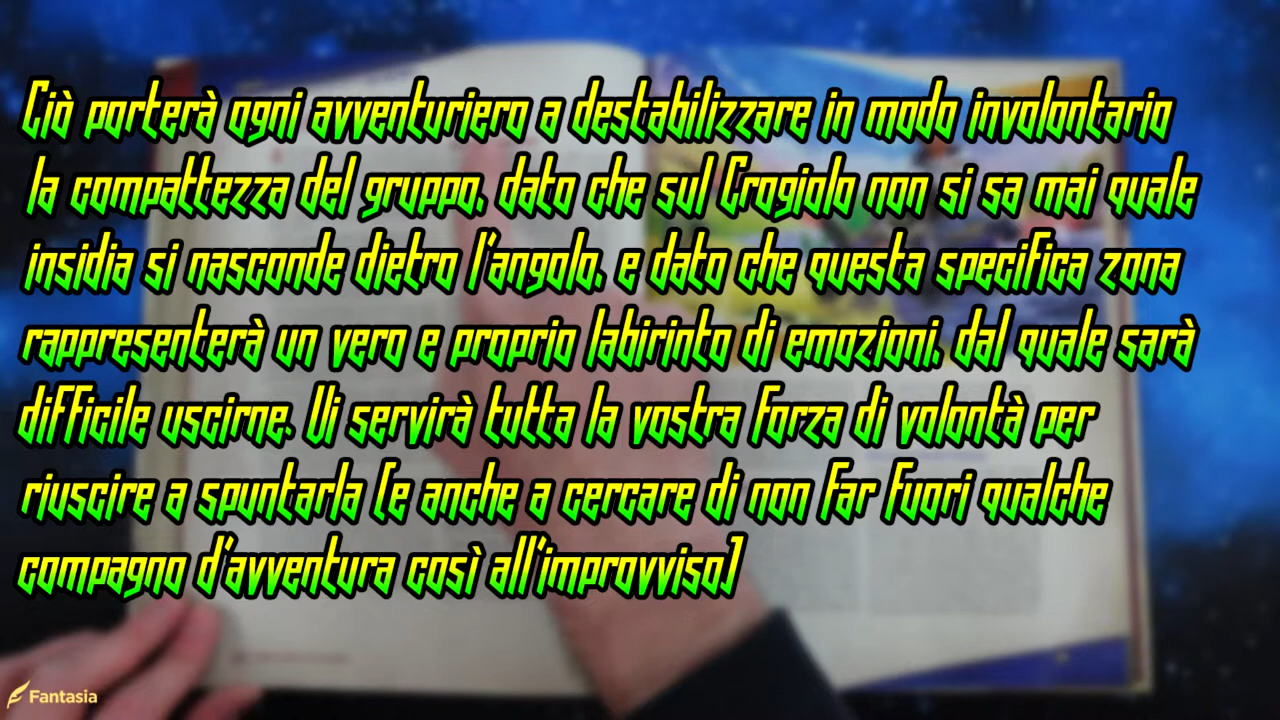 Ciò porterà ogni avventuriero a destabilizzare in modo involontario
la compattezza del gruppo, dato che sul Crogiolo non si sa mai quale
insidia si nasconde dietro l'angolo, e dato che questa specifica zona
rappresenterà un vero e proprio labirinto di emozioni, dal quale sarà
difficile uscirne. Vi servirà tutta la vostra forza di volontà per
riuscire a spuntarla (e anche a cercare di non far fuori qualche
compagno d'avventura così all'improvviso)
Fantasia